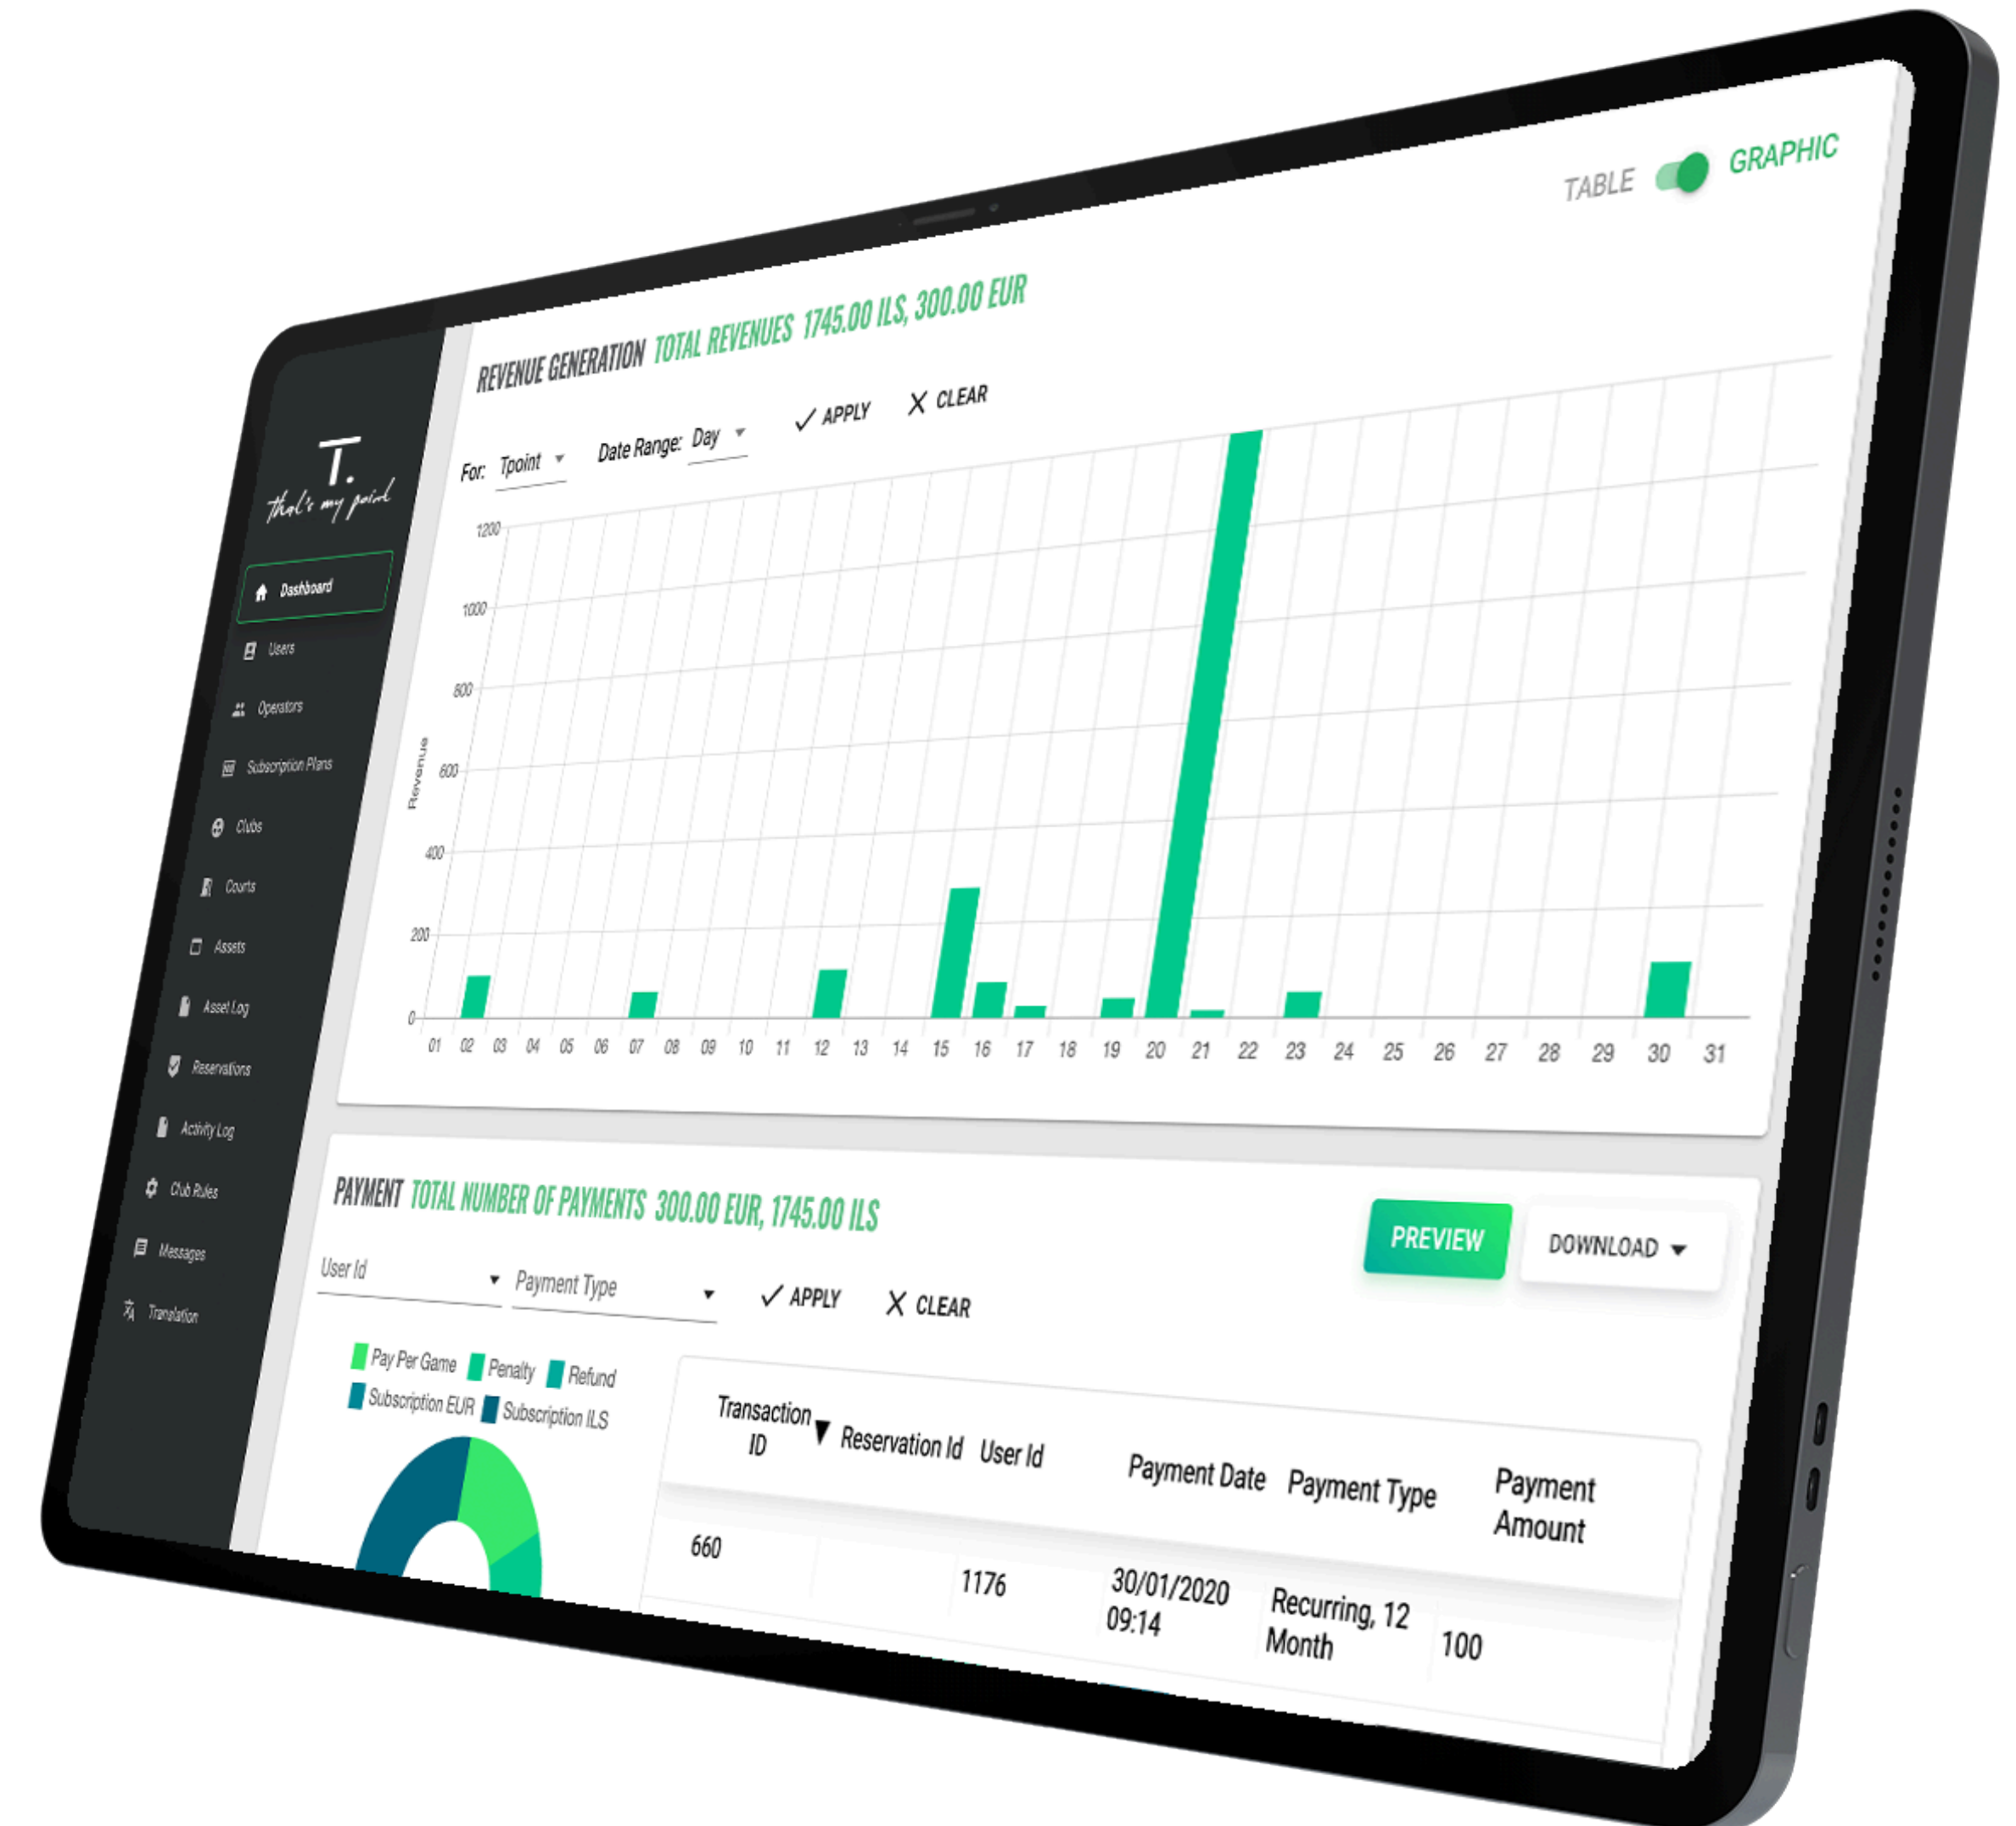 TABLE GRAPHIC
REVENUE GENERATION TOTAL REVENUES 1745.00 ILS, 300.00 EUR
For: Tpoint Date Range: Day APPLY CLEAR
T.
that's my point
Dashboard
Users
Operators
Subscription Plans
Clubs
Courts
Assets
Asset Log
Reservations
Activity Log
Club Rules
Messages
Translation
Revenue
1200
1000
800
600
400
200
0
01 02 03 04 05 06 07 08 09 10 11 12 13 14 15 16 17 18 19 20 21 22 23 24 25 26 27 28 29 30 31
PAYMENT TOTAL NUMBER OF PAYMENTS 300.00 EUR, 1745.00 ILS
PREVIEW DOWNLOAD
User Id Payment Type APPLY CLEAR
Pay Per Game Penalty Refund
Subscription EUR Subscription ILS
Transaction
ID
Reservation Id
User Id
Payment Date
Payment Type
Payment
Amount
660
1176
30/01/2020
09:14
Recurring, 12
Month
100